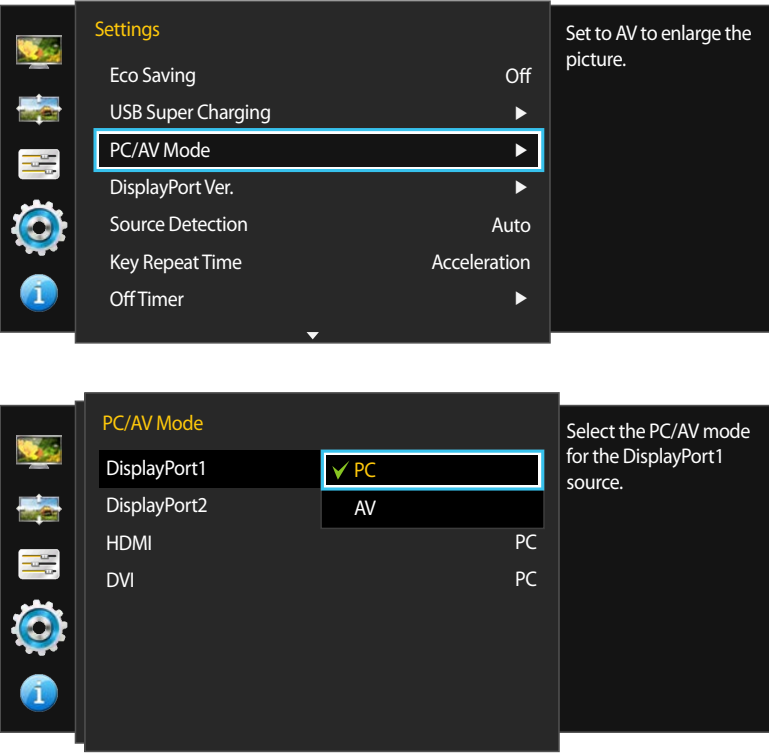 Settings
Set to AV to enlarge the
picture.
Eco Saving Off
USB Super Charging
PC/AV Mode
DisplayPort Ver.
Source Detection Auto
Key Repeat Time Acceleration
Off Timer
PC/AV Mode
Select the PC/AV mode
for the DisplayPort1
source.
DisplayPort1 PC
DisplayPort2 AV
HDMI PC
DVI PC